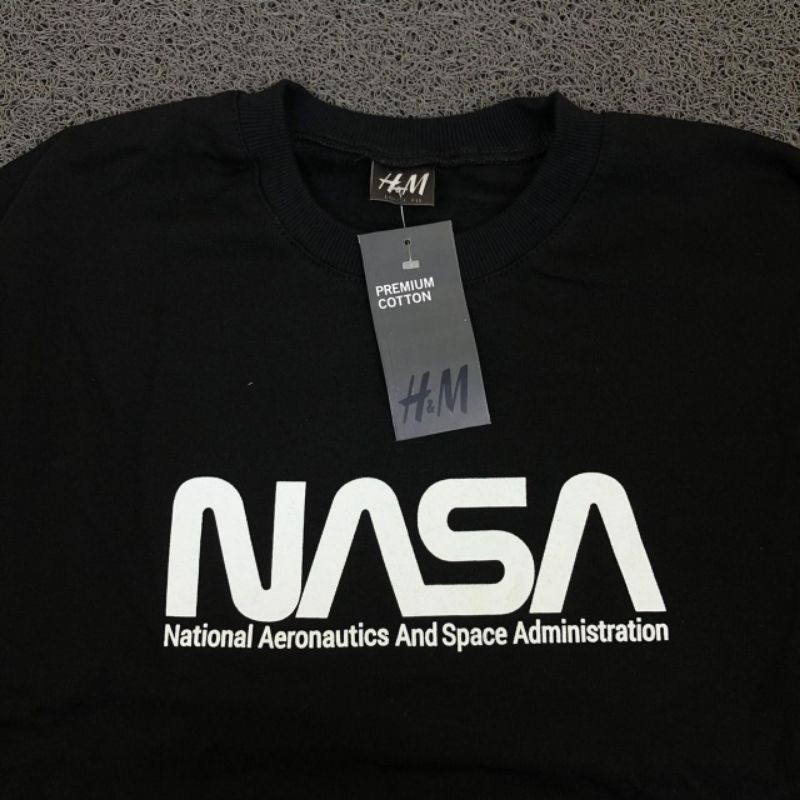 H&M
PREMIUM
COTTON
H&M
NASA
National Aeronautics And Space Administration